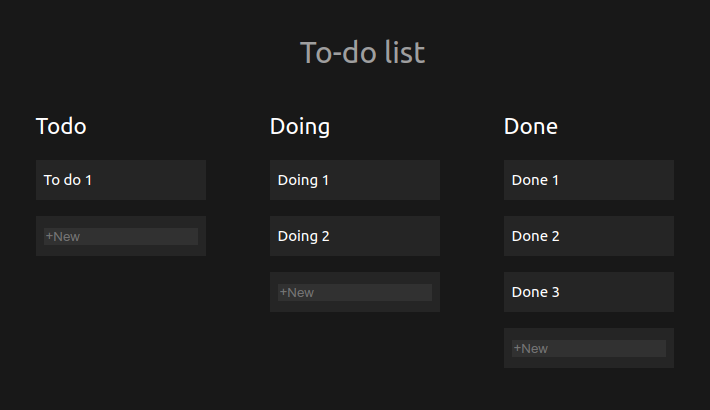 To-do list
Todo
To do 1
+New
Doing
Doing 1
Doing 2
+New
Done
Done 1
Done 2
Done 3
+New